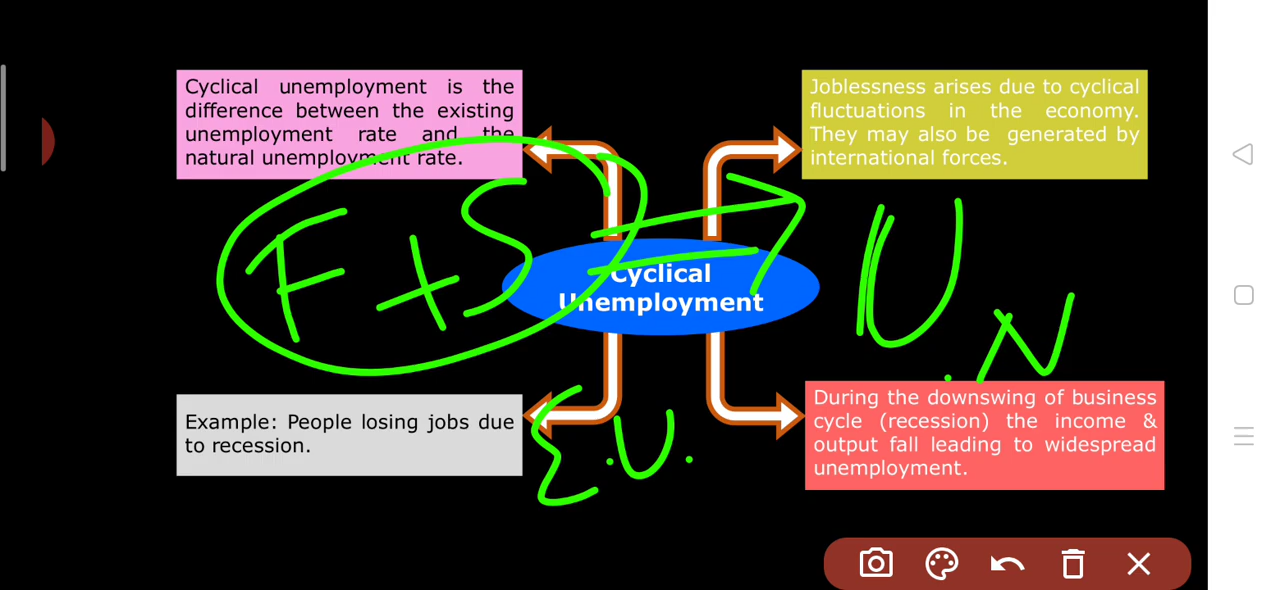 Cyclical unemployment is the
difference between the existing
unemployment rate and the
natural unemployment rate.
Joblessness arises due to cyclical
fluctuations in the economy.
They may also be generated by
international forces.
F + S
U
.N
Cyclical
Unemployment
Example: People losing jobs due
to recession.
E.U.
During the downswing of business
cycle (recession) the income &
output fall leading to widespread
unemployment.